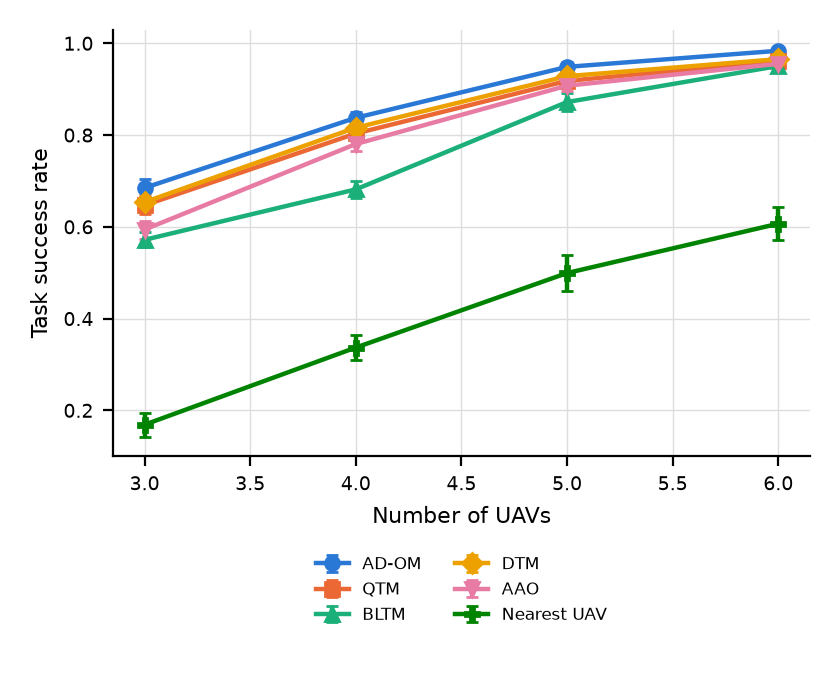 1.0
0.8
0.6
0.4
0.2
Task success rate
3.0 3.5 4.0 4.5 5.0 5.5 6.0
Number of UAVs
AD-OM DTM
QTM AAO
BLTM Nearest UAV